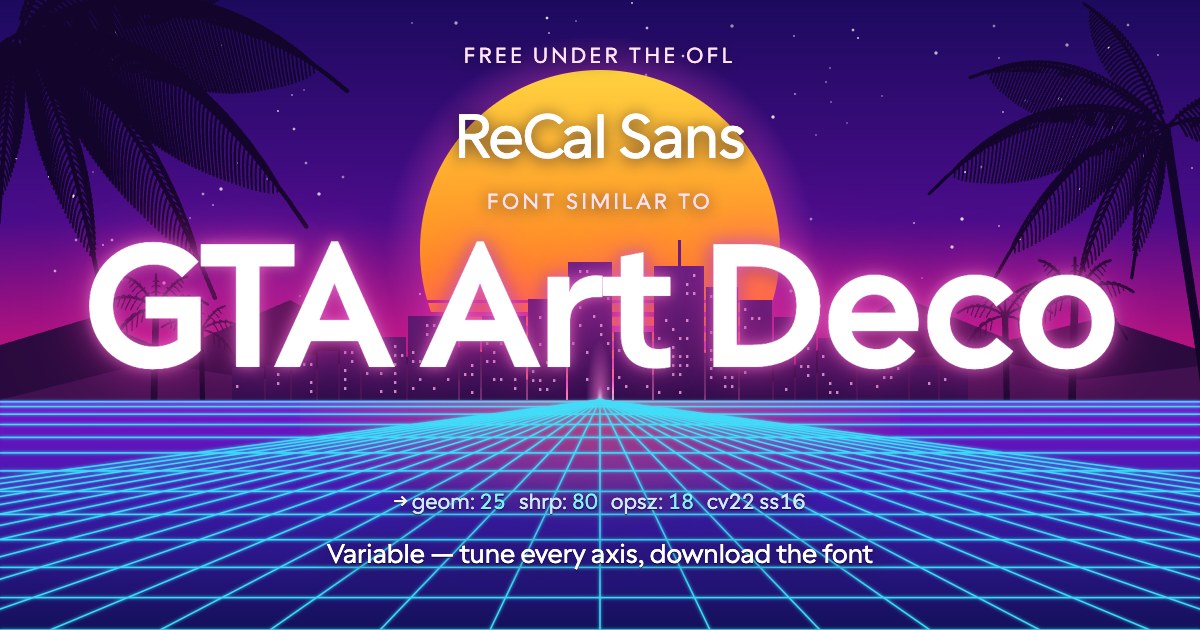 FREE UNDER THE·OFL
ReCal Sans
FONT SIMILAR TO
GTA Art Deco
→ geom: 25 shrp: 80 opsz: 18 cv22 ss16
Variable — tune every axis, download the font